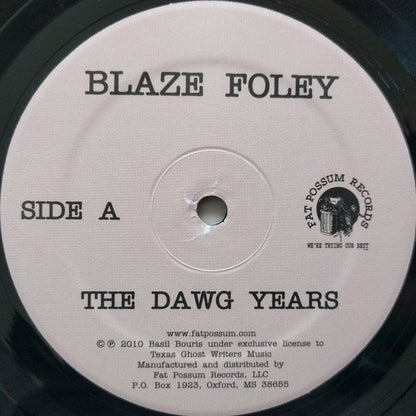 BLAZE FOLEY
SIDE A
FAT POSSUM RECORDS
WE'RE TRYING OUR BEST
THE DAWG YEARS
www.fatpossum.com
©℗ 2010 Basil Bouris under exclusive license to
Texas Ghost Writers Music
Manufactured and distributed by
Fat Possum Records, LLC
P.O. Box 1923, Oxford, MS 38655